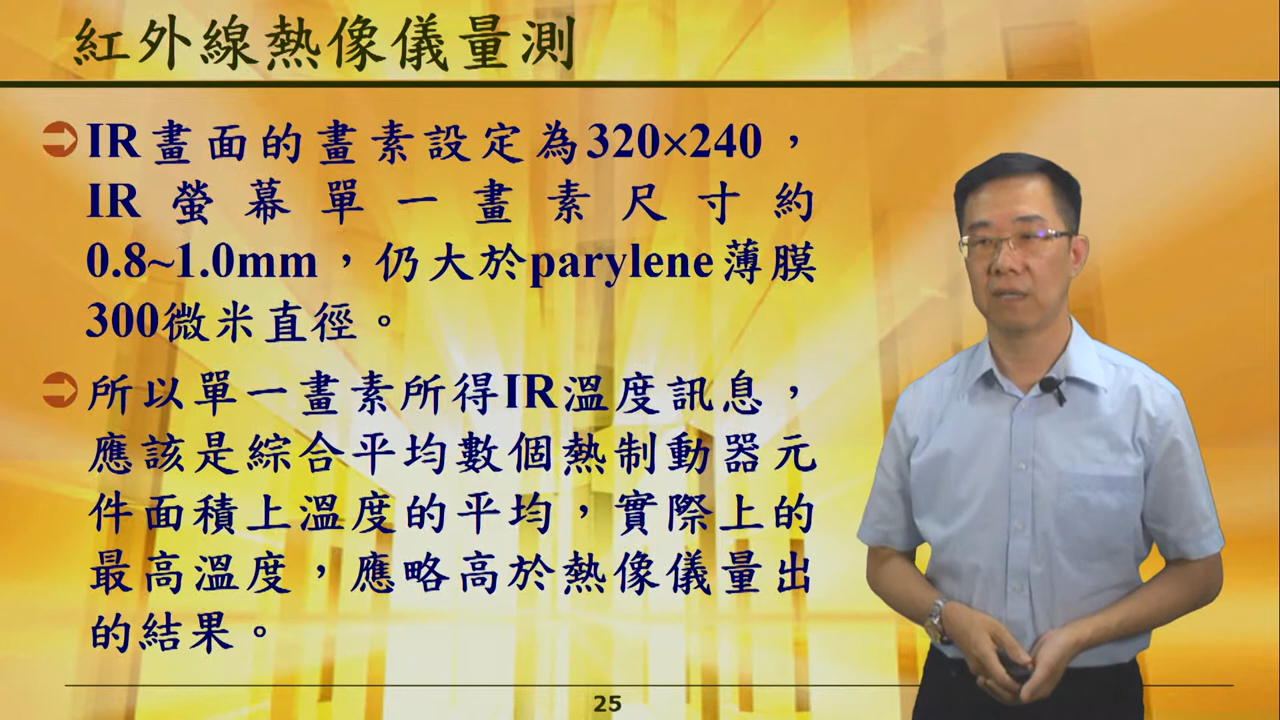 紅外線熱像儀量測
IR畫面的畫素設定為320×240，
IR螢幕單一畫素尺寸約
0.8~1.0mm，仍大於parylene薄膜
300微米直徑。
所以單一畫素所得IR溫度訊息，
應該是綜合平均數個熱制動器元
件面積上溫度的平均，實際上的
最高溫度，應略高於熱像儀量出
的結果。
25